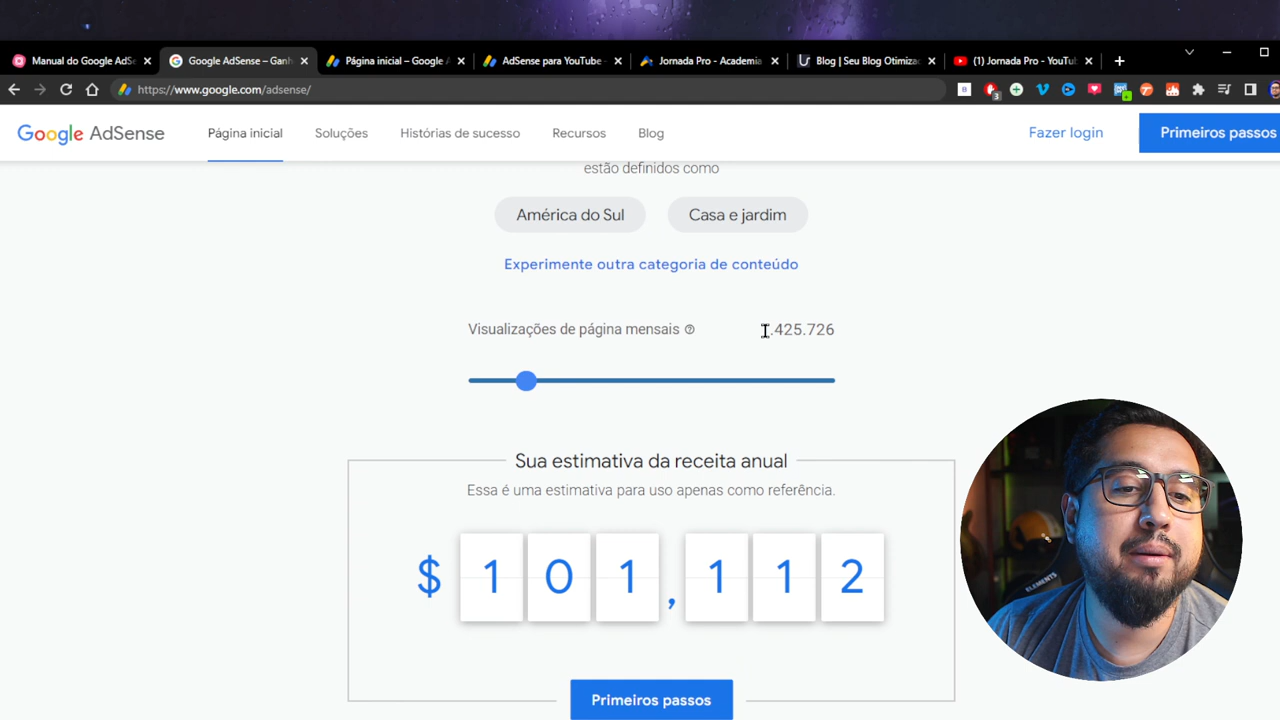 Manual do Google AdSe
Google AdSense – Ganh
Página inicial – Google A
AdSense para YouTube -
Jornada Pro - Academia
Blog | Seu Blog Otimiza
(1) Jornada Pro - YouTu
https://www.google.com/adsense/
3
Google AdSense
Página inicial
Soluções
Histórias de sucesso
Recursos
Blog
Fazer login
Primeiros passos
estão definidos como
América do Sul
Casa e jardim
Experimente outra categoria de conteúdo
Visualizações de página mensais
.425.726
Sua estimativa da receita anual
Essa é uma estimativa para uso apenas como referência.
$ 101,112
ELEMENTS
Primeiros passos